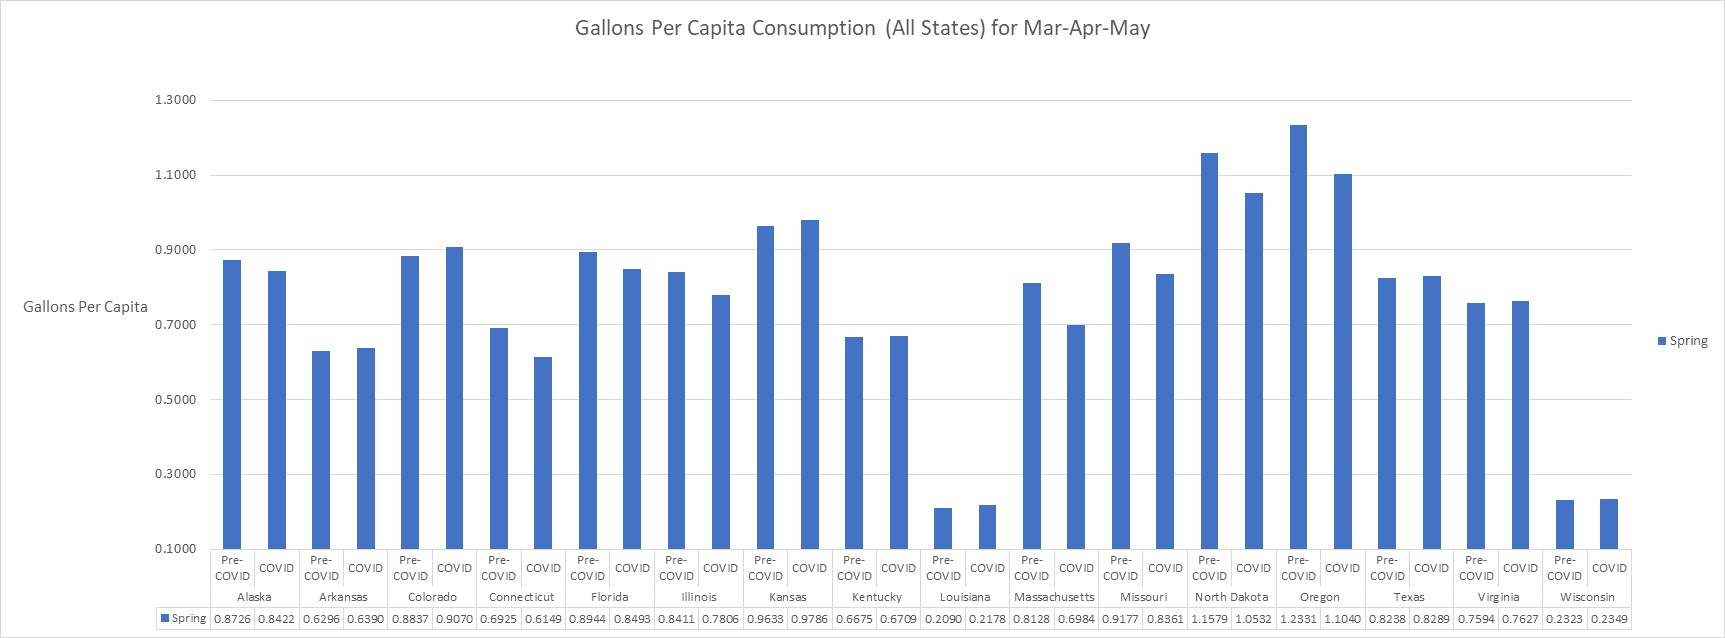 Gallons Per Capita Consumption (All States) for Mar-Apr-May
1.3000
1.1000
0.9000
0.7000
0.5000
0.3000
0.1000
Gallons Per Capita
Spring
Pre-COVID COVID Pre-COVID COVID Pre-COVID COVID Pre-COVID COVID Pre-COVID COVID Pre-COVID COVID Pre-COVID COVID Pre-COVID COVID Pre-COVID COVID Pre-COVID COVID Pre-COVID COVID Pre-COVID COVID Pre-COVID COVID Pre-COVID COVID Pre-COVID COVID Pre-COVID COVID
Alaska Arkansas Colorado Connecticut Florida Illinois Kansas Kentucky Louisiana Massachusetts Missouri North Dakota Oregon Texas Virginia Wisconsin
Spring 0.8726 0.8422 0.6296 0.6390 0.8837 0.9070 0.6925 0.6149 0.8944 0.8493 0.8411 0.7806 0.9633 0.9786 0.6675 0.6709 0.2090 0.2178 0.8128 0.6984 0.9177 0.8361 1.1579 1.0532 1.2331 1.1040 0.8238 0.8289 0.7594 0.7627 0.2323 0.2349